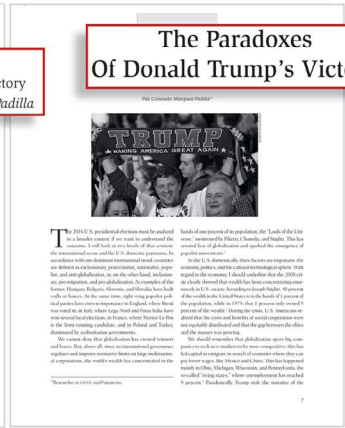 ctory
Padilla
The Paradoxes
Of Donald Trump's Vict
Paz Consuelo Márquez-Padilla*
TRUMP
MAKING AMERICA GREAT AGAIN
The 2016 U.S. presidential elections must be analyzed
in a broader context if we want to understand the
outcome. I will look at two levels of that context:
the international scene and the U.S. domestic panorama. In
accordance with one dominant international trend, countries
are defined as exclusionary, protectionist, nationalist, popu-
list, and anti-globalization, or, on the other hand, inclusion-
ary, pro-migration, and pro-globalization. As examples of the
former, Hungary, Bulgaria, Slovenia, and Slovakia have built
walls or fences. At the same time, right-wing populist poli-
tical parties have risen to importance in England, where Brexit
was voted in; in Italy, where Lega Nord and Forza Italia have
won several local elections; in France, where Marine Le Pen
is the front-running candidate; and in Poland and Turkey,
dominated by authoritarian governments.
We cannot deny that globalization has created winners
and losers. But, above all, since no international governance
regulates and imposes normative limits on large multination-
al corporations, the world's wealth has concentrated in the
*Researcher at CISAN,
hands of one percent of its population, the "Lords of the Uni-
verse," mentioned by Piketty, Chomsky, and Stiglitz. This has
created fear of globalization and sparked the emergence of
populist movements.
In the U.S. domestically, three factors are important: the
economy, politics, and the cultural-technological sphere. With
regard to the economy, I should underline that the 2008 cri-
sis clearly showed that wealth has been concentrating enor-
mously in U.S. society. According to Joseph Stiglitz, 40 percent
of the wealth in the United States is in the hands of 1 percent of
the population, while in 1975, that 1 percent only owned 9
percent of the wealth. During the crisis, U.S. Americans re-
alized that the costs and benefits of social cooperation were
not equitably distributed and that the gap between the elites
and the masses was growing.
We should remember that globalization spurs big com-
panies to seek new markets to be more competitive; this has
led capital to emigrate in search of countries where they can
pay lower wages, like Mexico and China. This has happened
mainly in Ohio, Michigan, Wisconsin, and Pennsylvania, the
so-called "swing states," where unemployment has reached
9 percent. Paradoxically, Trump stole the narrative of the
7